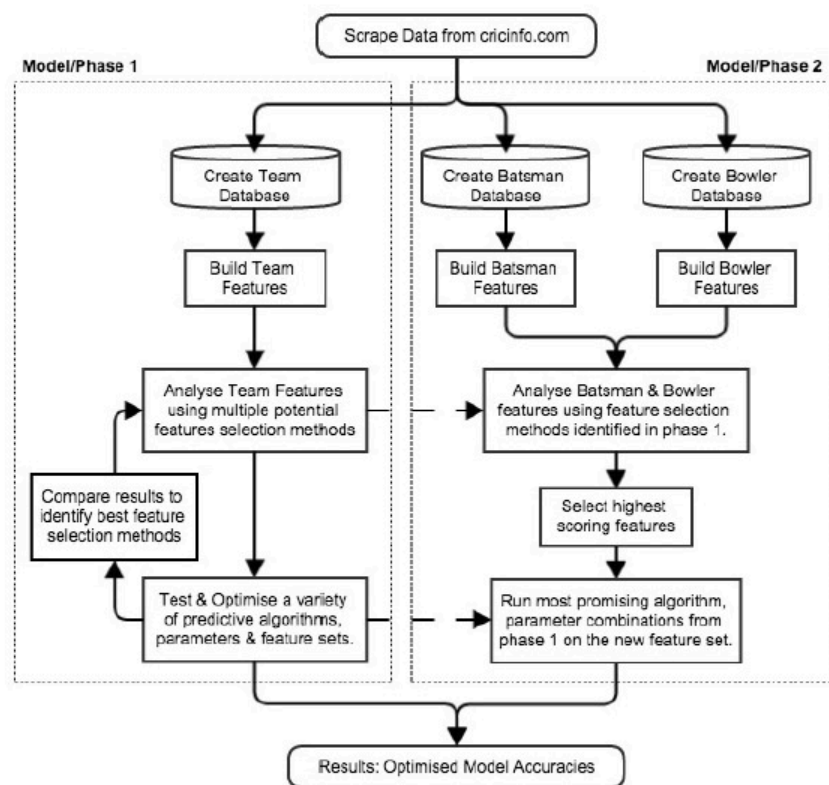 Scrape Data from cricinfo.com
Model/Phase 1
Model/Phase 2
Create Team
Database
Create Batsman
Database
Create Bowler
Database
Build Team
Features
Build Batsman
Features
Build Bowler
Features
Analyse Team Features
using multiple potential
features selection methods
Analyse Batsman & Bowler
features using feature selection
methods identified in phase 1.
Compare results to
identify best feature
selection methods
Select highest
scoring features
Test & Optimise a variety
of predictive algorithms,
parameters & feature sets.
Run most promising algorithm,
parameter combinations from
phase 1 on the new feature set.
Results: Optimised Model Accuracies